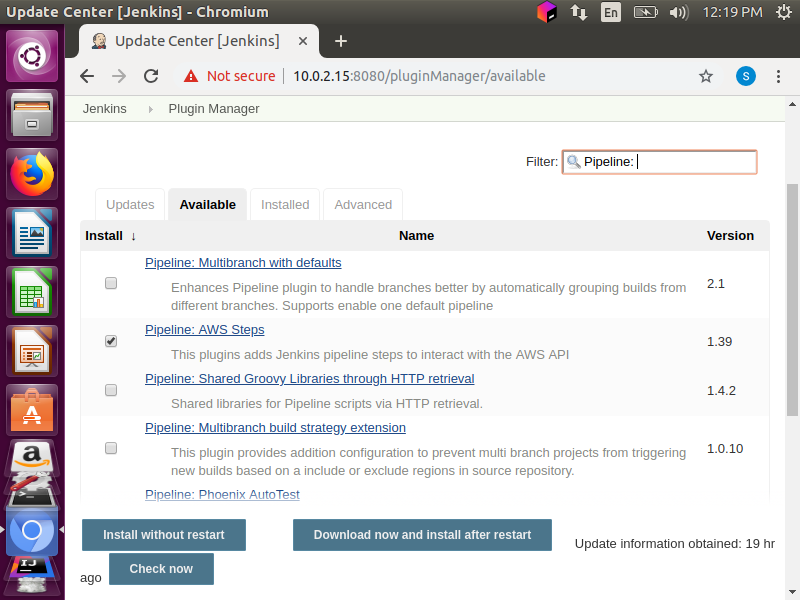 Update Center [Jenkins] - Chromium
En
12:19 PM
Update Center [Jenkins]
Not secure
10.0.2.15:8080/pluginManager/available
S
Jenkins
Plugin Manager
Filter: Pipeline:
Updates
Available
Installed
Advanced
Install ↓
Name
Version
Pipeline: Multibranch with defaults
Enhances Pipeline plugin to handle branches better by automatically grouping builds from
different branches. Supports enable one default pipeline
2.1
Pipeline: AWS Steps
This plugins adds Jenkins pipeline steps to interact with the AWS API
1.39
Pipeline: Shared Groovy Libraries through HTTP retrieval
Shared libraries for Pipeline scripts via HTTP retrieval.
1.4.2
Pipeline: Multibranch build strategy extension
This plugin provides addition configuration to prevent multi branch projects from triggering
new builds based on a include or exclude regions in source repository.
1.0.10
Pipeline: Phoenix AutoTest
Install without restart
Download now and install after restart
Update information obtained: 19 hr
ago
Check now
a
IJ